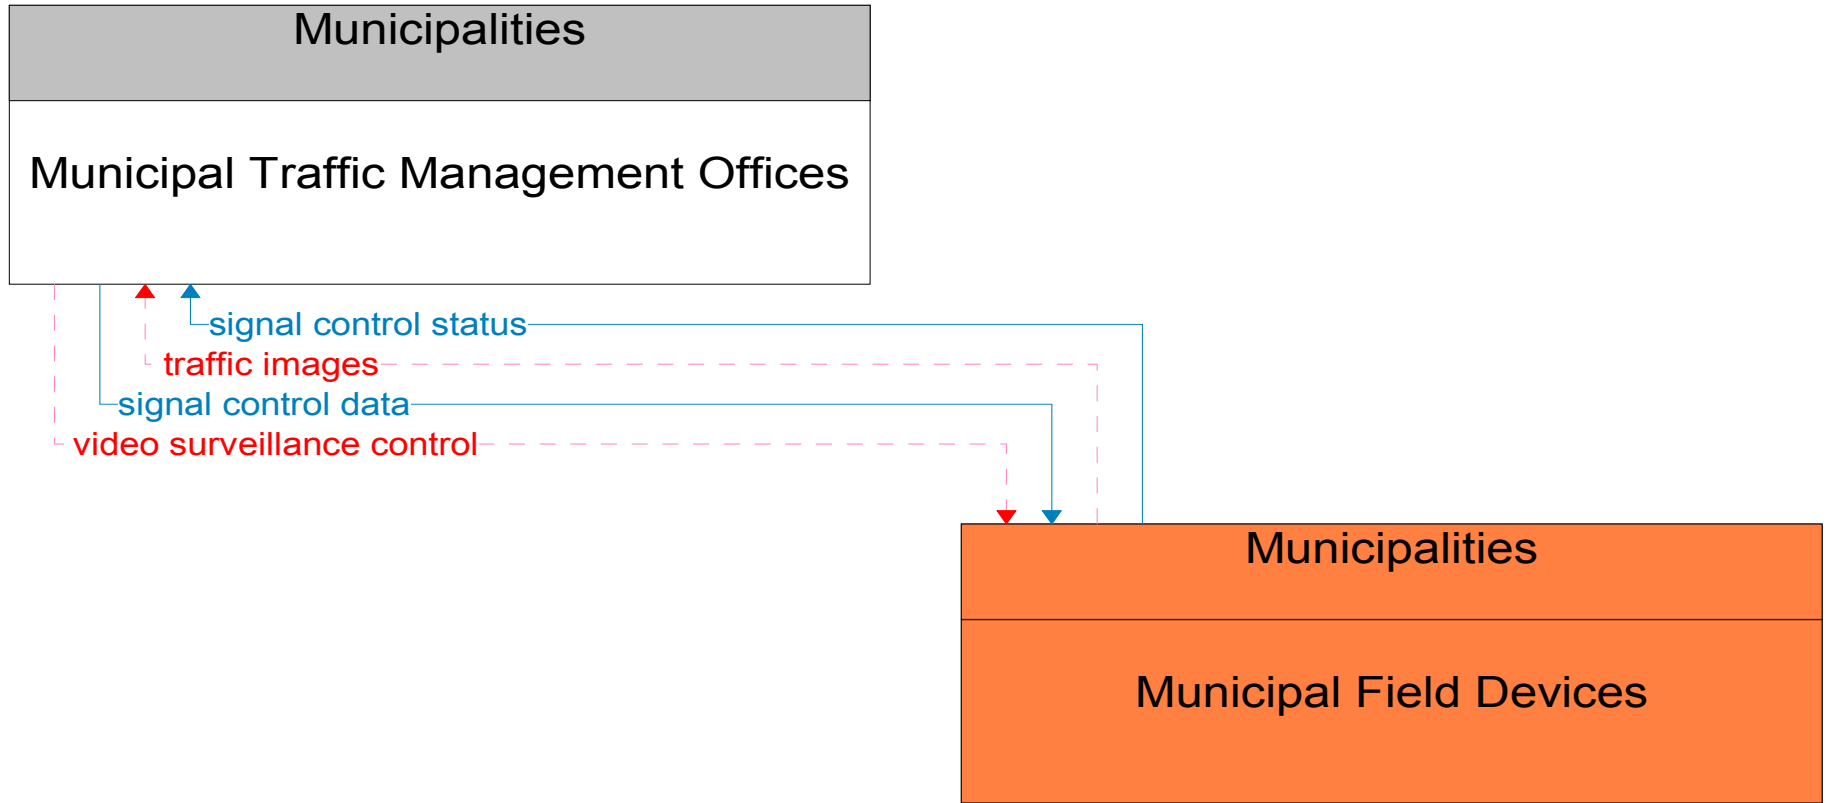 Municipalities
Municipal Traffic Management Offices
signal control status
traffic images
signal control data
video surveillance control
Municipalities
Municipal Field Devices